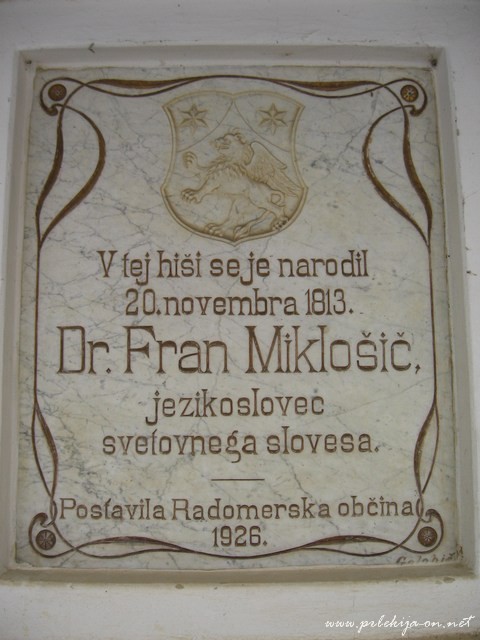 V tej hiši se je narodil
20. novembra 1813.
Dr. Fran Miklošič,
jezikoslovec
svetovnega slovesa.
Postavila Radomerska občina
1926.
www.prlekija-on.net